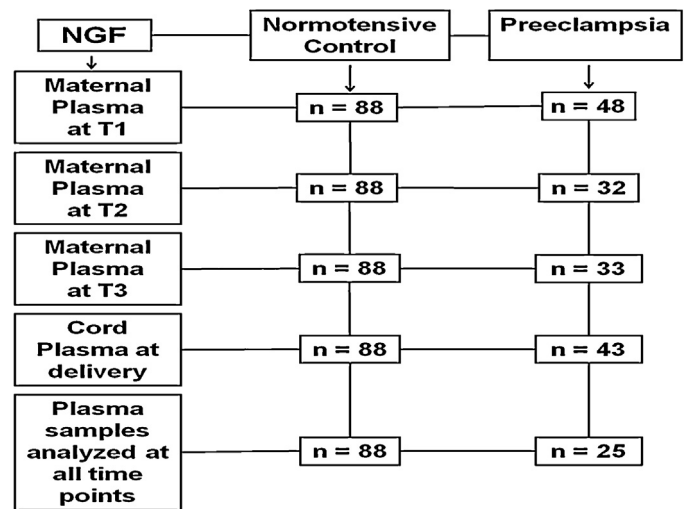 NGF
Normotensive
Control
Preeclampsia
Maternal
Plasma
at T1
n = 88
n = 48
Maternal
Plasma
at T2
n = 88
n = 32
Maternal
Plasma
at T3
n = 88
n = 33
Cord
Plasma at
delivery
n = 88
n = 43
Plasma
samples
analyzed at
all time
points
n = 88
n = 25